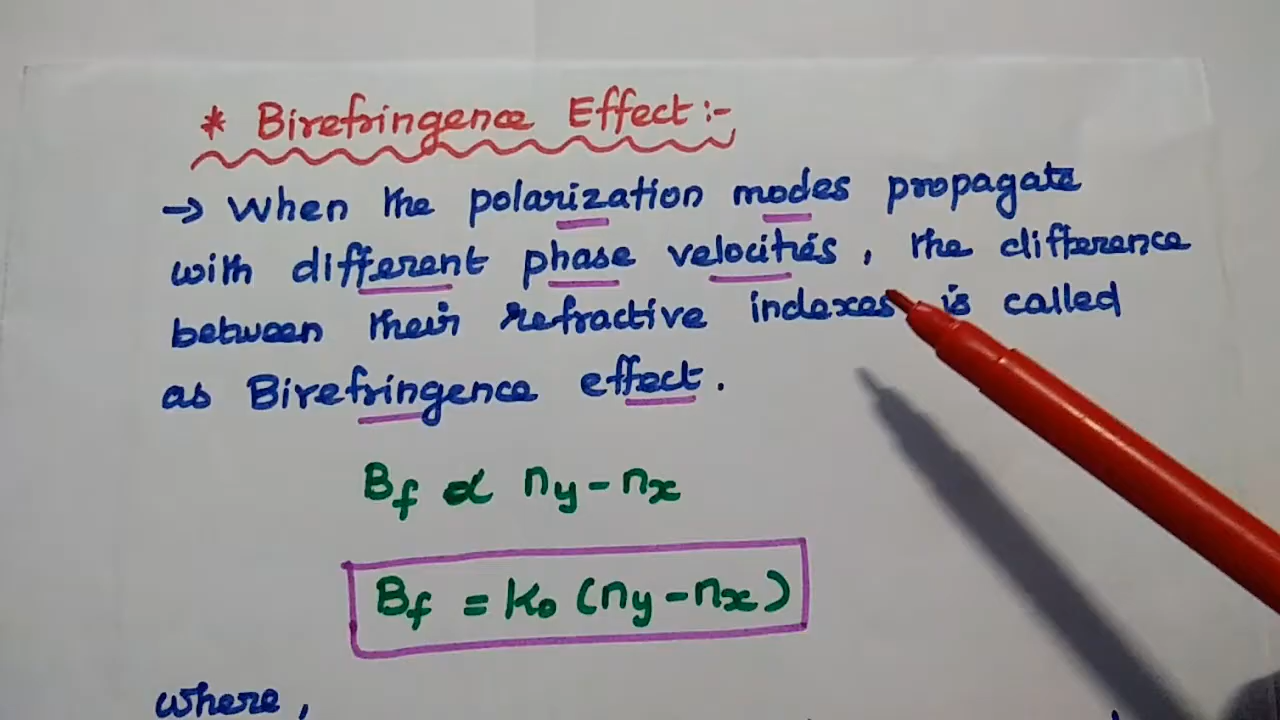 * Birefringence Effect:-
→ When the polarization modes propagate
with different phase velocities, the difference
between their refractive indexes is called
as Birefringence effect.
Bf ∝ ny - nx
Bf = K0 (ny - nx)
where,